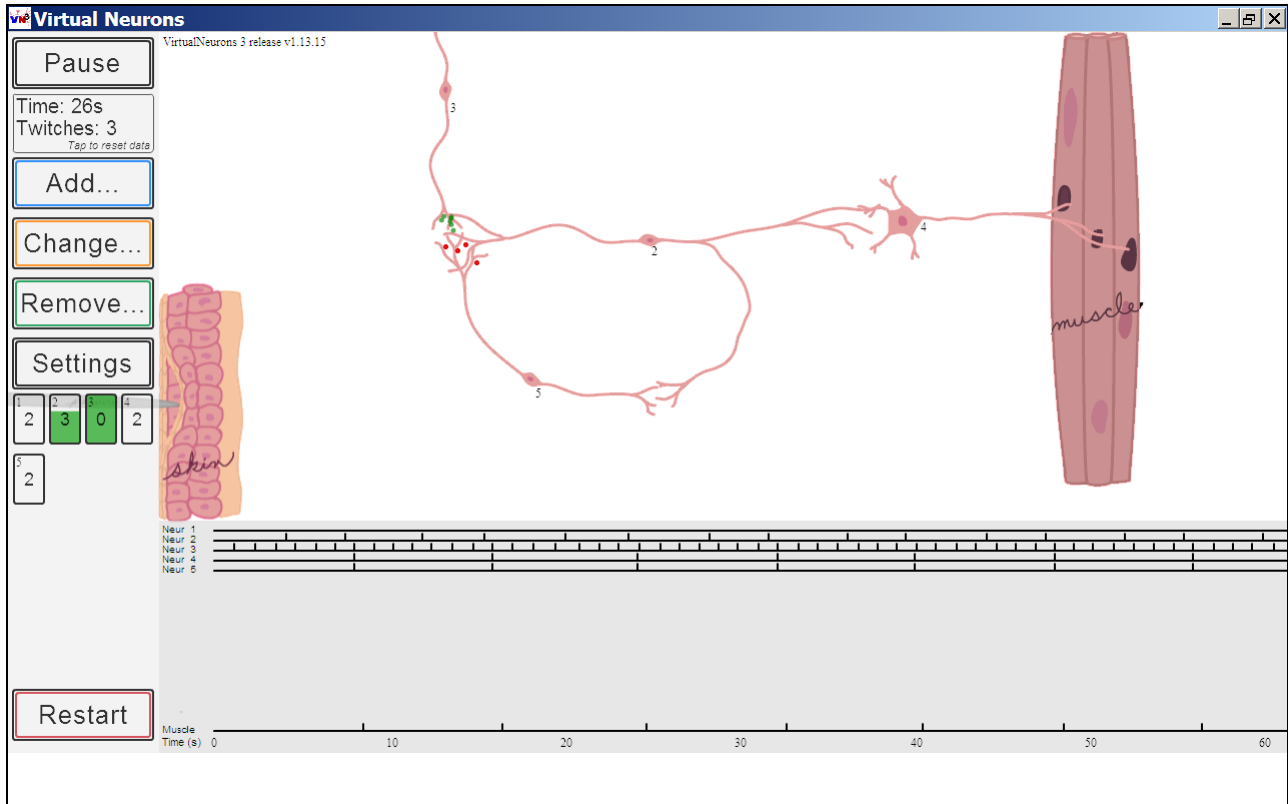 Virtual Neurons
VirtualNeurons 3 release v1.13.15
Pause
Time: 26s
Twitches: 3
Tap to reset data
Add...
Change...
Remove...
Settings
1 2 3 4
2 3 0 2
5
2
Restart
3
2
4
5
skin
muscle
Neur 1
Neur 2
Neur 3
Neur 4
Neur 5
Muscle
Time (s) 0 10 20 30 40 50 60